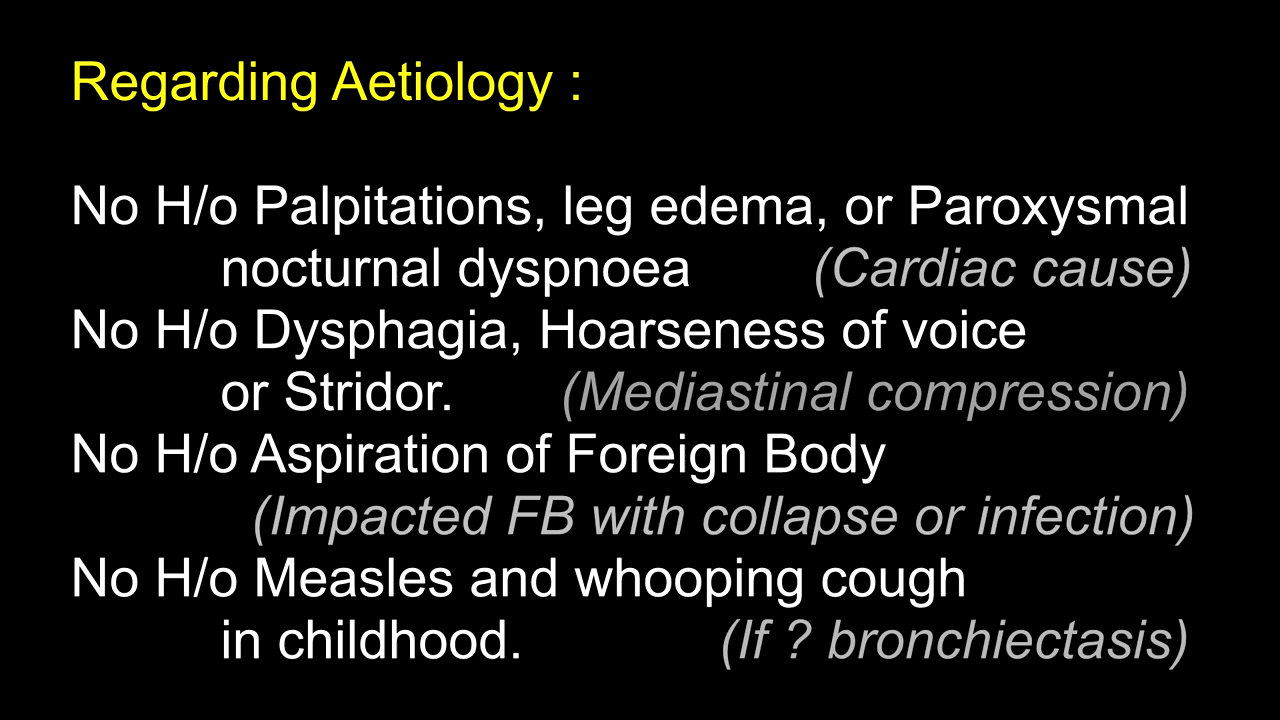 Regarding Aetiology :
No H/o Palpitations, leg edema, or Paroxysmal
nocturnal dyspnoea (Cardiac cause)
No H/o Dysphagia, Hoarseness of voice
or Stridor. (Mediastinal compression)
No H/o Aspiration of Foreign Body
(Impacted FB with collapse or infection)
No H/o Measles and whooping cough
in childhood. (If ? bronchiectasis)